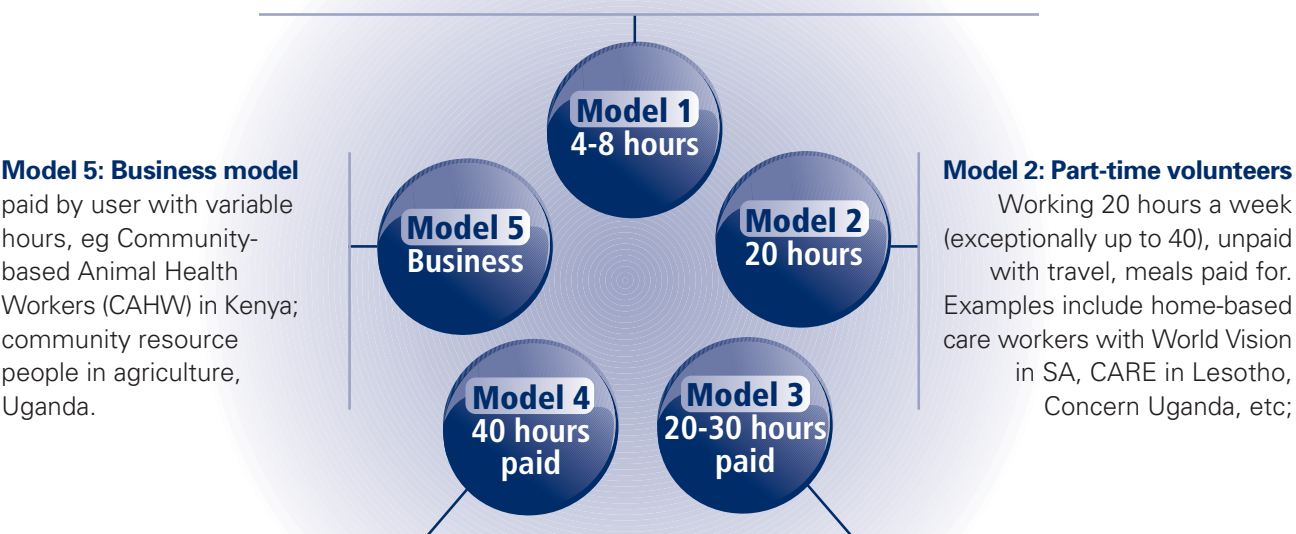 Model 1
4-8 hours
Model 5: Business model
paid by user with variable
hours, eg Community-
based Animal Health
Workers (CAHW) in Kenya;
community resource
people in agriculture,
Uganda.
Model 5
Business
Model 2
20 hours
Model 2: Part-time volunteers
Working 20 hours a week
(exceptionally up to 40), unpaid
with travel, meals paid for.
Examples include home-based
care workers with World Vision
in SA, CARE in Lesotho,
Concern Uganda, etc;
Model 4
40 hours
paid
Model 3
20-30 hours
paid